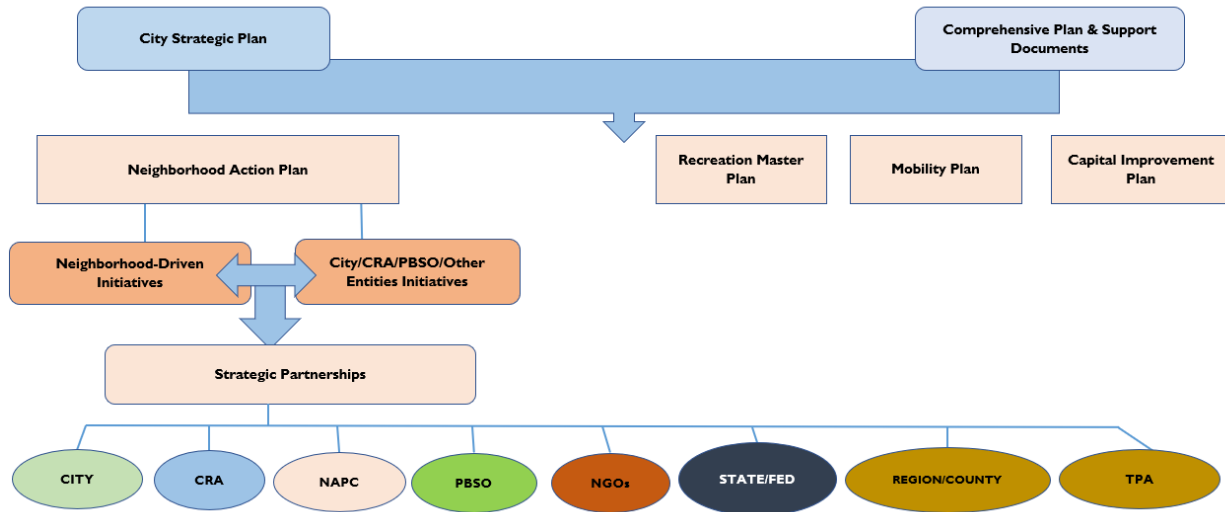 City Strategic Plan
Comprehensive Plan & Support
Documents
Neighborhood Action Plan
Recreation Master
Plan
Mobility Plan
Capital Improvement
Plan
Neighborhood-Driven
Initiatives
City/CRA/PBSO/Other
Entities Initiatives
Strategic Partnerships
CITY
CRA
NAPC
PBSO
NGOs
STATE/FED
REGION/COUNTY
TPA